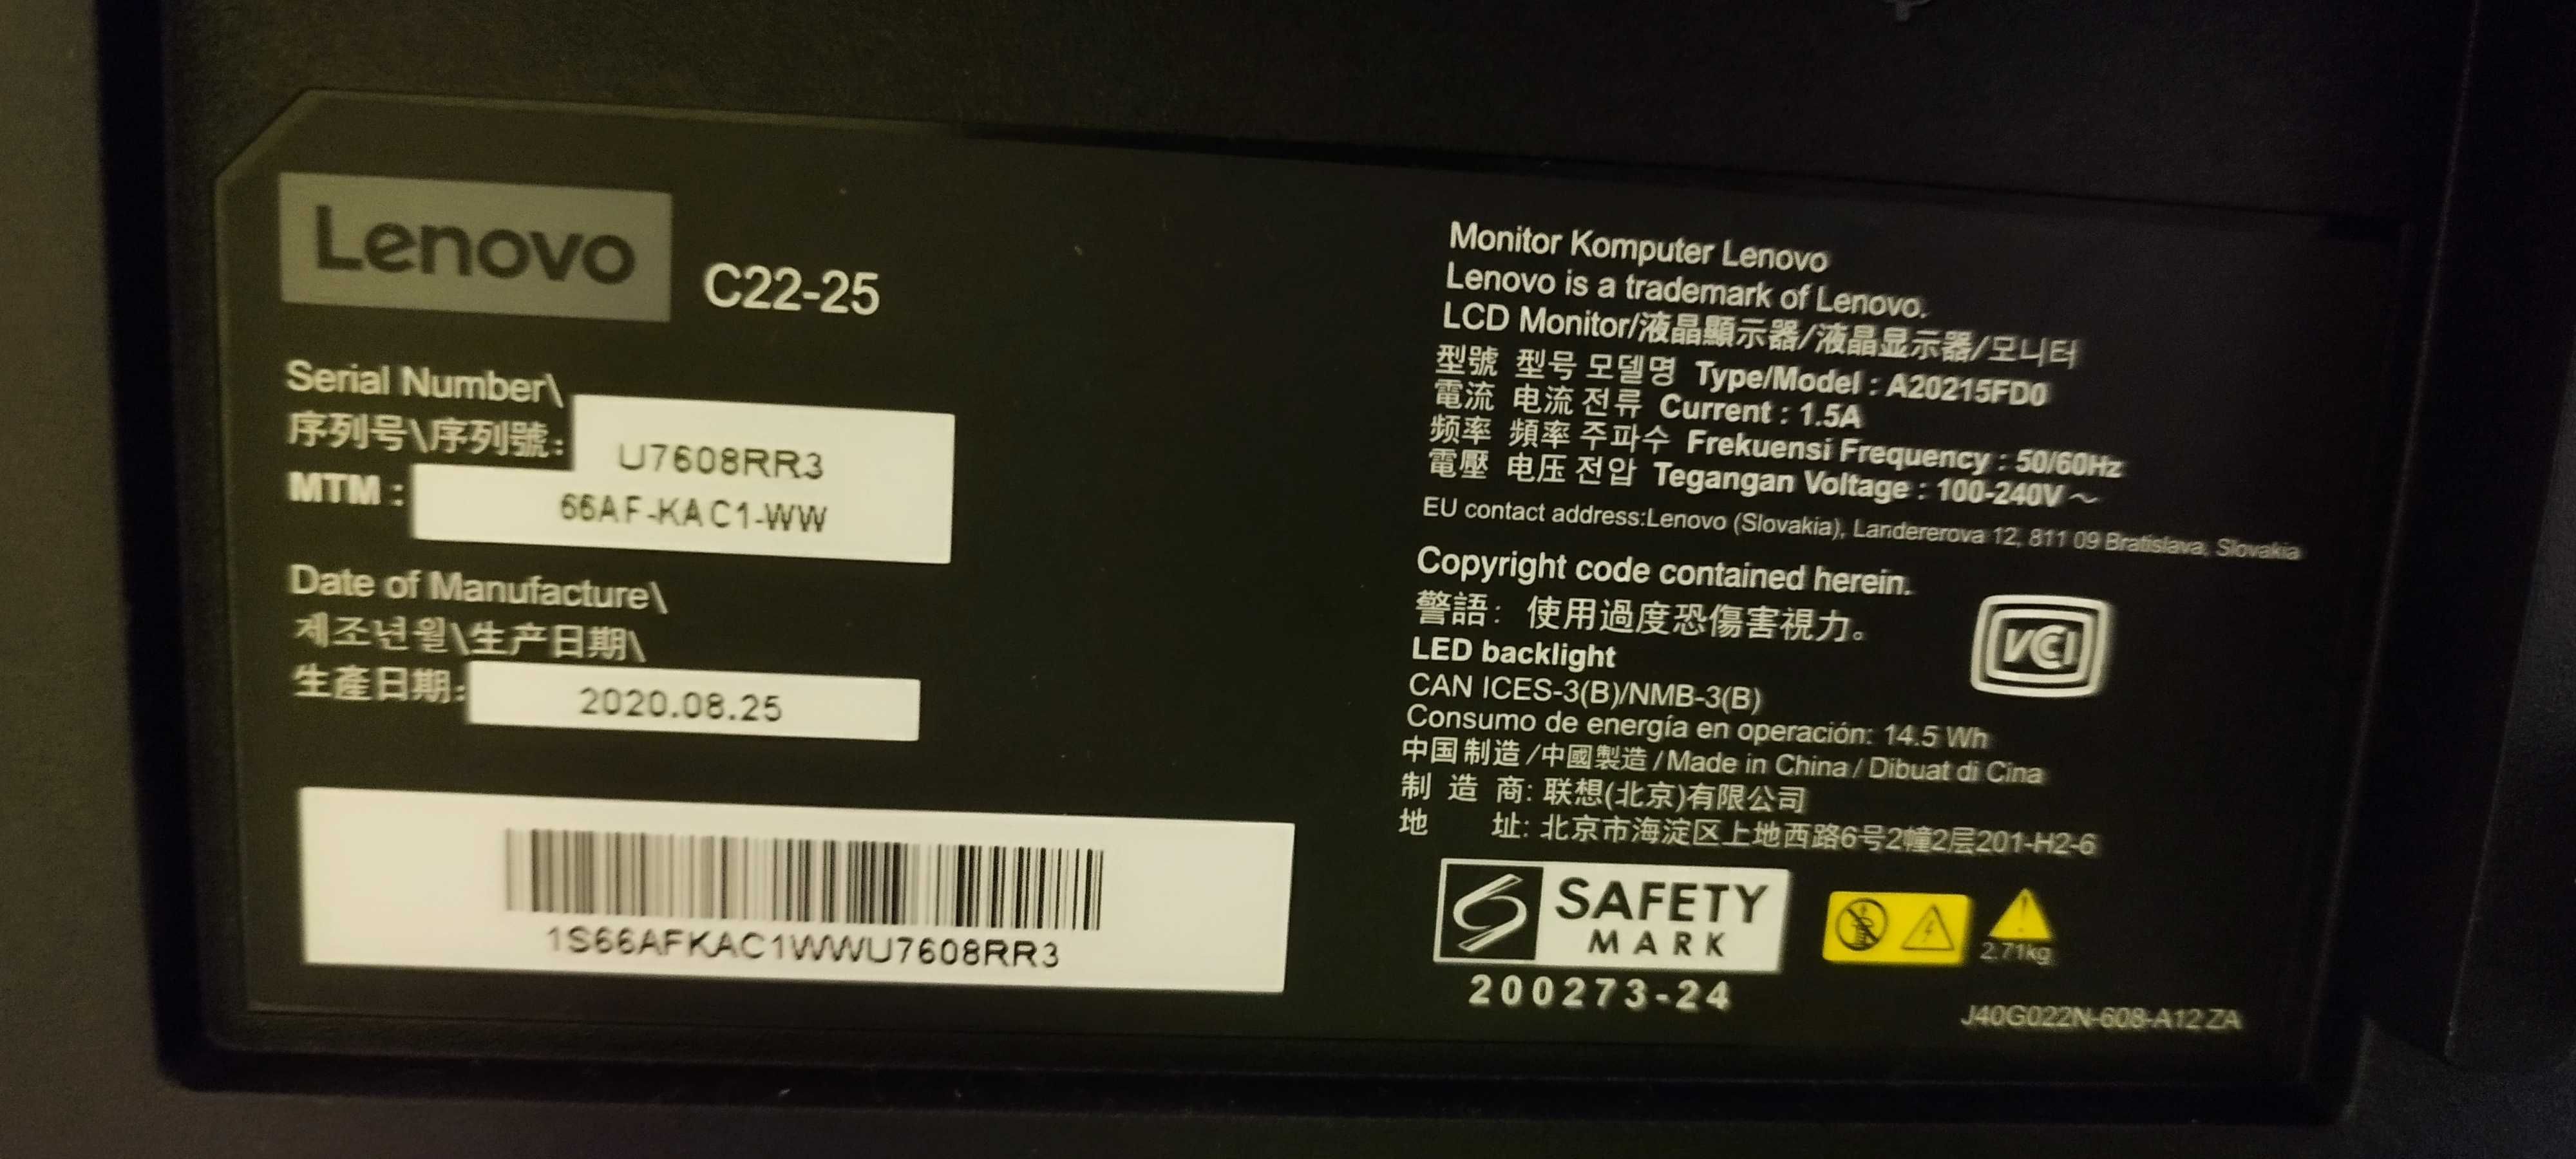 Lenovo C22-25
Serial Number\
序列号\序列號: U7608RR3
MTM : 66AF-KAC1-WW
Date of Manufacture\
제조년월\生产日期\
生產日期: 2020.08.25
1S66AFKAC1WWU7608RR3
Monitor Komputer Lenovo
Lenovo is a trademark of Lenovo.
LCD Monitor/液晶顯示器/液晶显示器/모니터
型號 型号 모델명 Type/Model : A20215FD0
電流 电流 전류 Current : 1.5A
频率 頻率 주파수 Frekuensi Frequency : 50/60Hz
電壓 电压 전압 Tegangan Voltage : 100-240V ～
EU contact address:Lenovo (Slovakia), Landererova 12, 811 09 Bratislava, Slovakia
Copyright code contained herein.
警語: 使用過度恐傷害視力。
VCCI
LED backlight
CAN ICES-3(B)/NMB-3(B)
Consumo de energía en operación: 14.5 Wh
中国制造/中國製造/Made in China / Dibuat di Cina
制 造 商: 联想(北京)有限公司
地 址: 北京市海淀区上地西路6号2幢2层201-H2-6
SAFETY
MARK
200273-24
2.71kg
J40G022N-608-A12 ZA